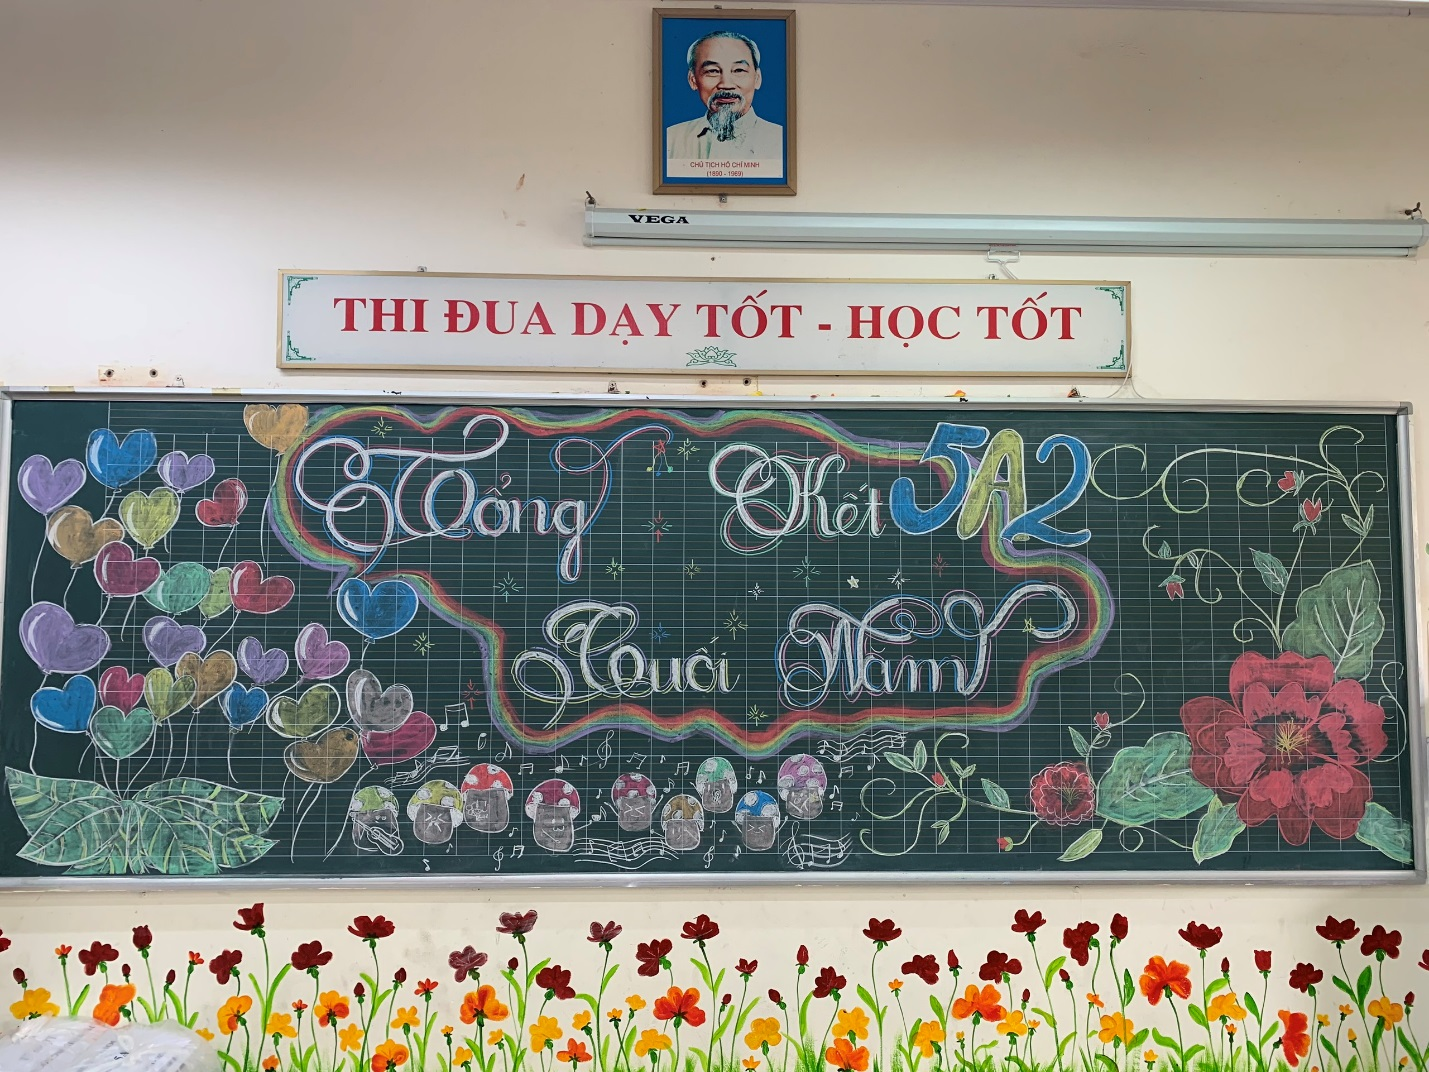 CHỦ TỊCH HỒ CHÍ MINH
(1890 - 1969)
VEGA
THI ĐUA DẠY TỐT - HỌC TỐT
Tổng Kết 5A2
Cuối Năm